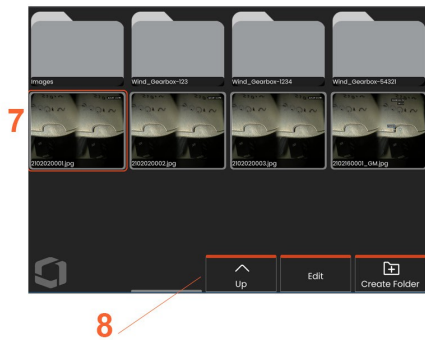 Images
Wind_Gearbox-123
Wind_Gearbox-1234
Wind_Gearbox-54321
7
2102020001.jpg
2102020002.jpg
2102020003.jpg
2102160001_GM.jpg
Up
Edit
Create Folder
8